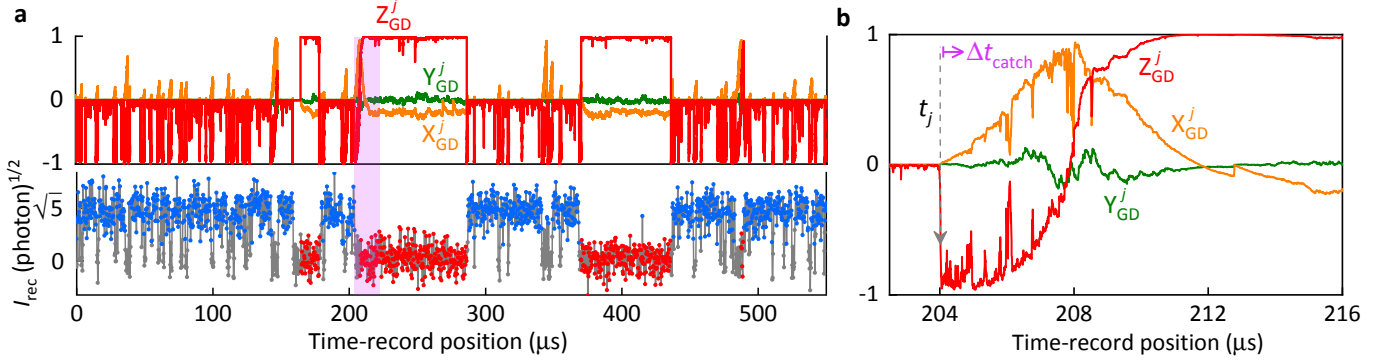 a
Z^j_GD
1
0
-1
Y^j_GD
X^j_GD
I_rec (photon)^1/2
√5
0
0 100 200 300 400 500
Time-record position (μs)
b
1
0
-1
Δt_catch
t_j
Z^j_GD
X^j_GD
Y^j_GD
204 208 212 216
Time-record position (μs)